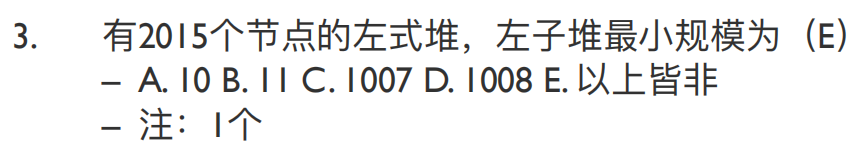 3. 有2015个节点的左式堆，左子堆最小规模为（E）
– A. 10 B. 11 C. 1007 D. 1008 E. 以上皆非
– 注：1个